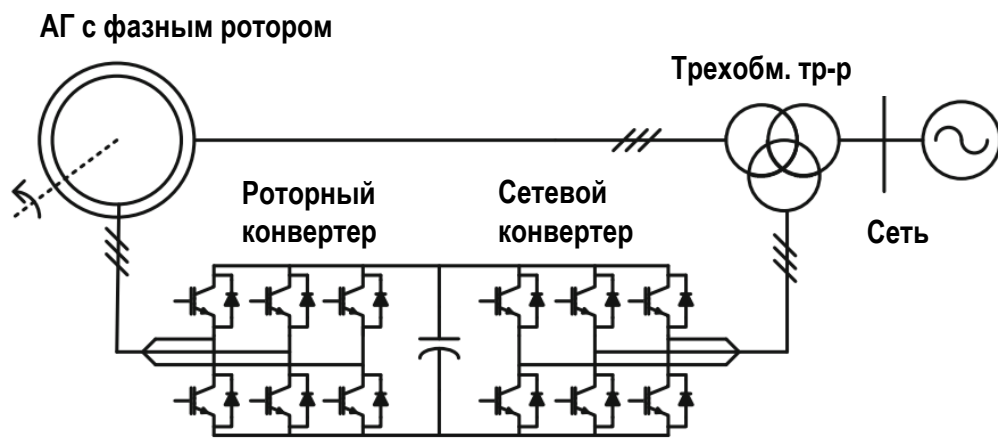 АГ с фазным ротором
Трехобм. тр-р
Роторный
конвертер
Сетевой
конвертер
Сеть